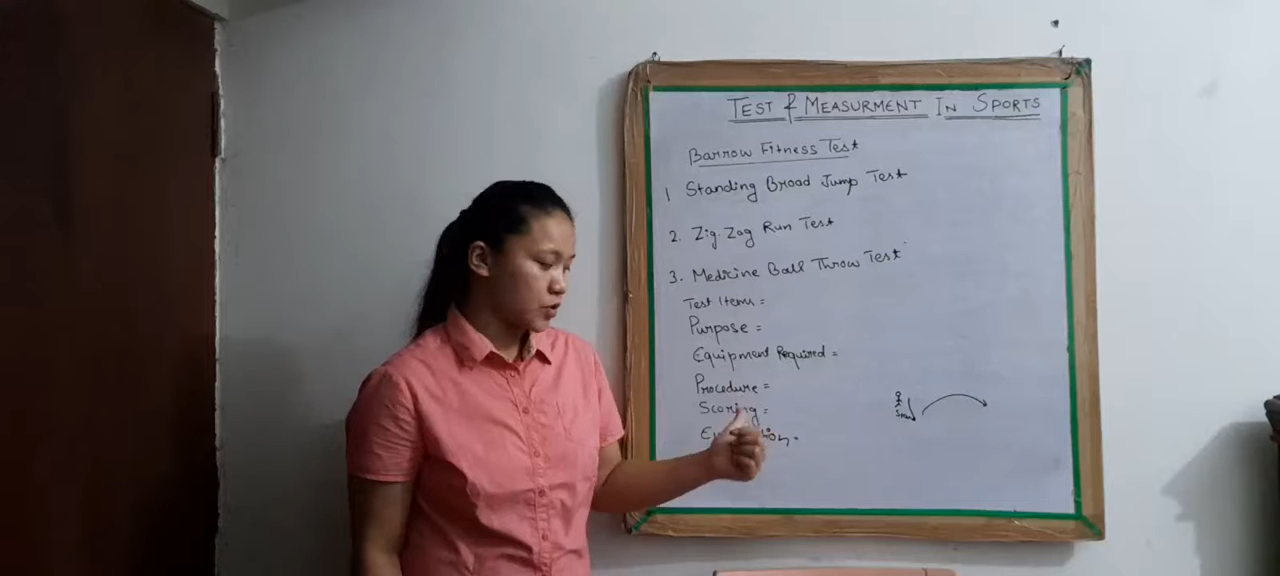 TEST & MEASURMENT IN SPORTS
Barrow Fitness Test
1 Standing Broad Jump Test
2. Zig-Zag Run Test
3. Medicine Ball Throw Test
Test Items =
Purpose =
Equipment Required =
Procedure =
Scoring =